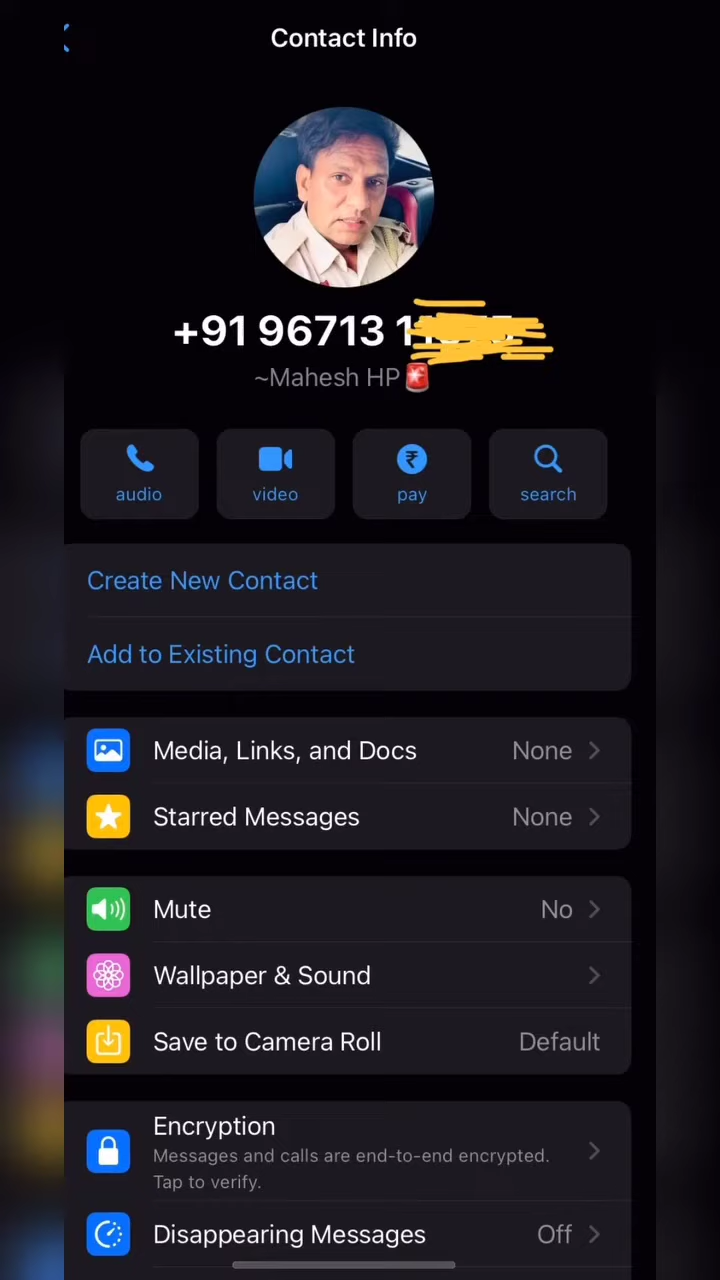 Contact Info
+91 96713 1
~Mahesh HP🚨
audio
video
pay
search
Create New Contact
Add to Existing Contact
Media, Links, and Docs None
Starred Messages None
Mute No
Wallpaper & Sound
Save to Camera Roll Default
Encryption
Messages and calls are end-to-end encrypted.
Tap to verify.
Disappearing Messages Off